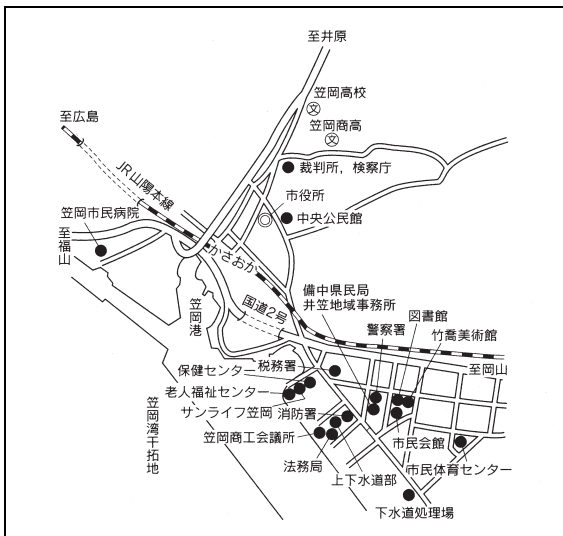 至井原
笠岡高校
文
笠岡商高
文
至広島
JR山陽本線
裁判所，検察庁
市役所
中央公民館
笠岡市民病院
至福山
かさおか
笠岡港
国道2号
備中県民局
井笠地域事務所
図書館
警察署
竹喬美術館
税務署
至岡山
保健センター
老人福祉センター
サンライフ笠岡
消防署
笠岡商工会議所
法務局
上下水道部
市民会館
市民体育センター
下水道処理場
笠岡湾干拓地